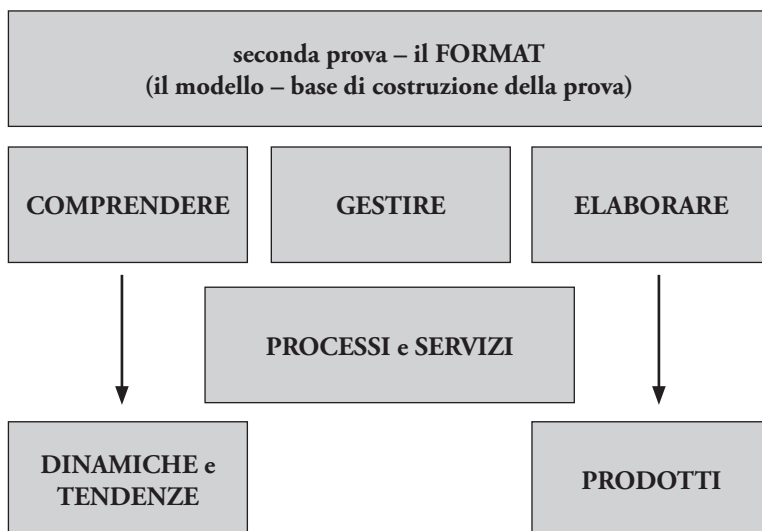 seconda prova – il FORMAT
(il modello – base di costruzione della prova)
COMPRENDERE
GESTIRE
ELABORARE
PROCESSI e SERVIZI
DINAMICHE e
TENDENZE
PRODOTTI